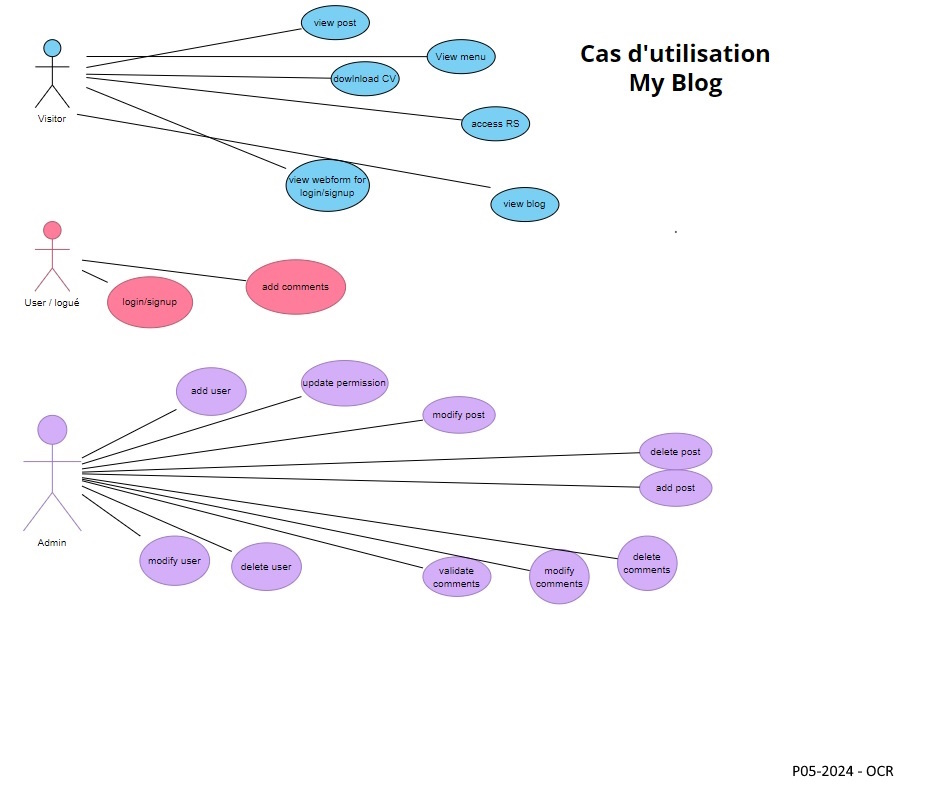 view post
Cas d'utilisation
My Blog
View menu
dowlnload CV
Visitor
access RS
view webform for
login/signup
view blog
User / logué
login/signup
add comments
add user
update permission
modify post
delete post
add post
Admin
modify user
delete user
validate
comments
modify
comments
delete
comments
P05-2024 - OCR